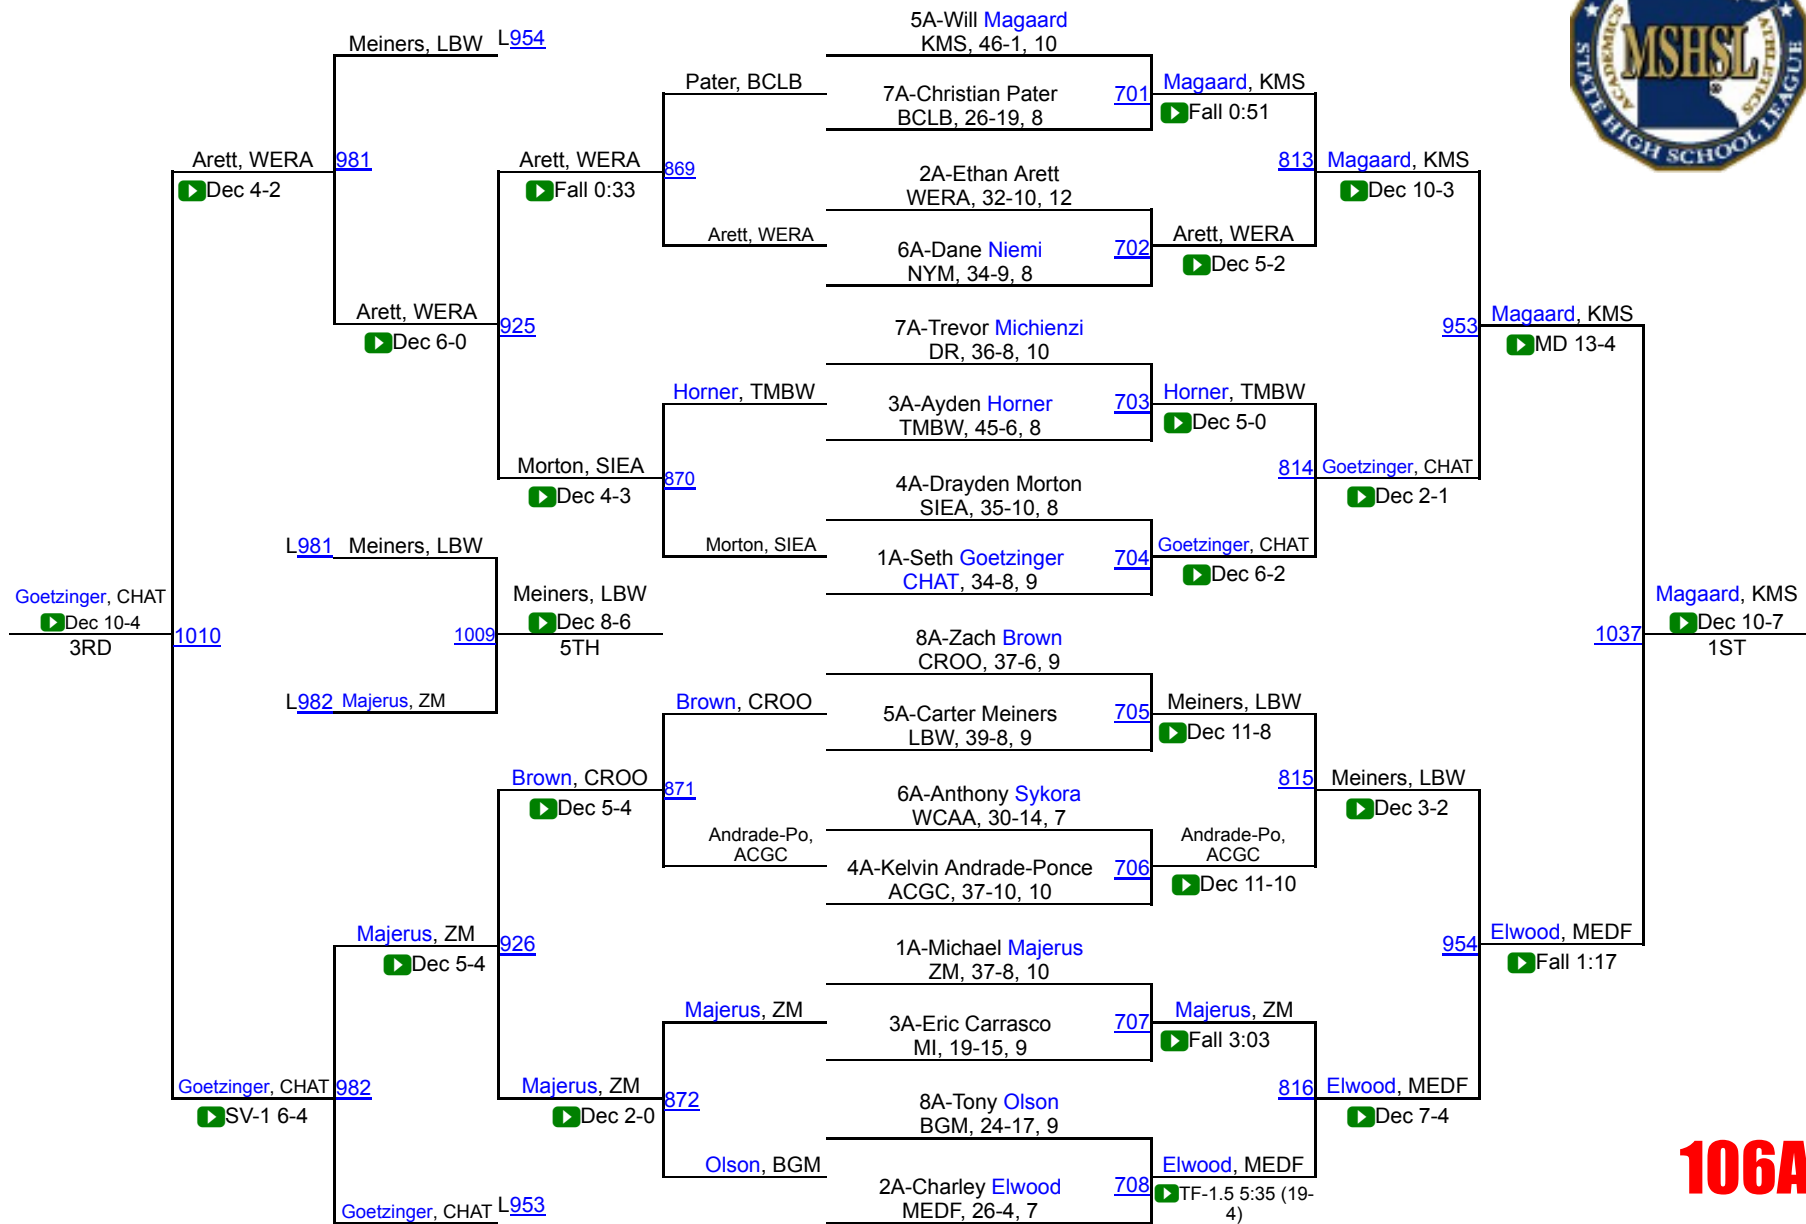 5A-Will Magaard
KMS, 46-1, 10
Meiners, LBW L954
Pater, BCLB
7A-Christian Pater
BCLB, 26-19, 8
701
Magaard, KMS
Fall 0:51
MSHSL
ACADEMICS
ATHLETICS
STATE HIGH SCHOOL LEAGUE
Arett, WERA
Dec 4-2
981
Arett, WERA
Fall 0:33
869
2A-Ethan Arett
WERA, 32-10, 12
813
Magaard, KMS
Dec 10-3
Arett, WERA
6A-Dane Niemi
NYM, 34-9, 8
702
Arett, WERA
Dec 5-2
Arett, WERA
Dec 6-0
925
7A-Trevor Michienzi
DR, 36-8, 10
953
Magaard, KMS
MD 13-4
Horner, TMBW
3A-Ayden Horner
TMBW, 45-6, 8
703
Horner, TMBW
Dec 5-0
Morton, SIEA
Dec 4-3
870
4A-Drayden Morton
SIEA, 35-10, 8
814
Goetzinger, CHAT
Dec 2-1
L981 Meiners, LBW
Morton, SIEA
1A-Seth Goetzinger
CHAT, 34-8, 9
704
Goetzinger, CHAT
Dec 6-2
Goetzinger, CHAT
Dec 10-4
3RD
1010
1009
Meiners, LBW
Dec 8-6
5TH
8A-Zach Brown
CROO, 37-6, 9
1037
Magaard, KMS
Dec 10-7
1ST
L982 Majerus, ZM
Brown, CROO
5A-Carter Meiners
LBW, 39-8, 9
705
Meiners, LBW
Dec 11-8
Brown, CROO
Dec 5-4
871
6A-Anthony Sykora
WCAA, 30-14, 7
815
Meiners, LBW
Dec 3-2
Andrade-Po,
ACGC
4A-Kelvin Andrade-Ponce
ACGC, 37-10, 10
706
Andrade-Po,
ACGC
Dec 11-10
Majerus, ZM
Dec 5-4
926
1A-Michael Majerus
ZM, 37-8, 10
954
Elwood, MEDF
Fall 1:17
Majerus, ZM
3A-Eric Carrasco
MI, 19-15, 9
707
Majerus, ZM
Fall 3:03
Goetzinger, CHAT
SV-1 6-4
982
Majerus, ZM
Dec 2-0
872
8A-Tony Olson
BGM, 24-17, 9
816
Elwood, MEDF
Dec 7-4
Olson, BGM
2A-Charley Elwood
MEDF, 26-4, 7
708
Elwood, MEDF
TF-1.5 5:35 (19-
4)
Goetzinger, CHAT L953
106A